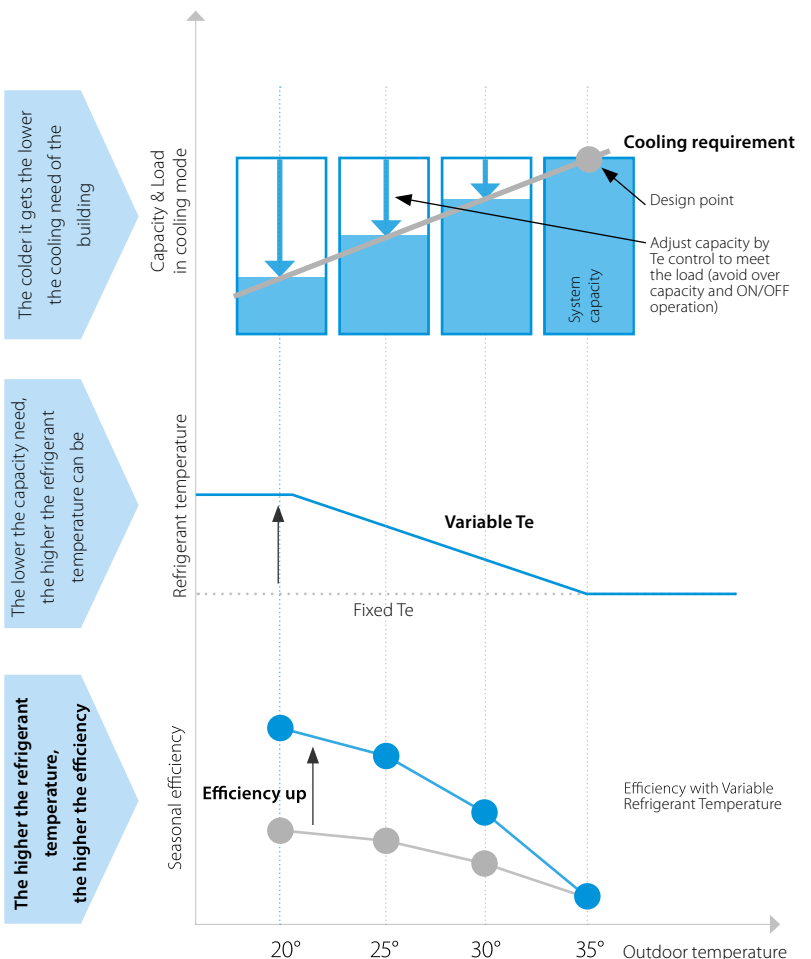 The colder it gets the lower
the cooling need of the
building
Capacity & Load
in cooling mode
Cooling requirement
Design point
Adjust capacity by
Te control to meet
the load (avoid over
capacity and ON/OFF
operation)
System
capacity
The lower the capacity need,
the higher the refrigerant
temperature can be
Refrigerant temperature
Variable Te
Fixed Te
The higher the refrigerant
temperature,
the higher the efficiency
Seasonal efficiency
Efficiency up
Efficiency with Variable
Refrigerant Temperature
20° 25° 30° 35° Outdoor temperature